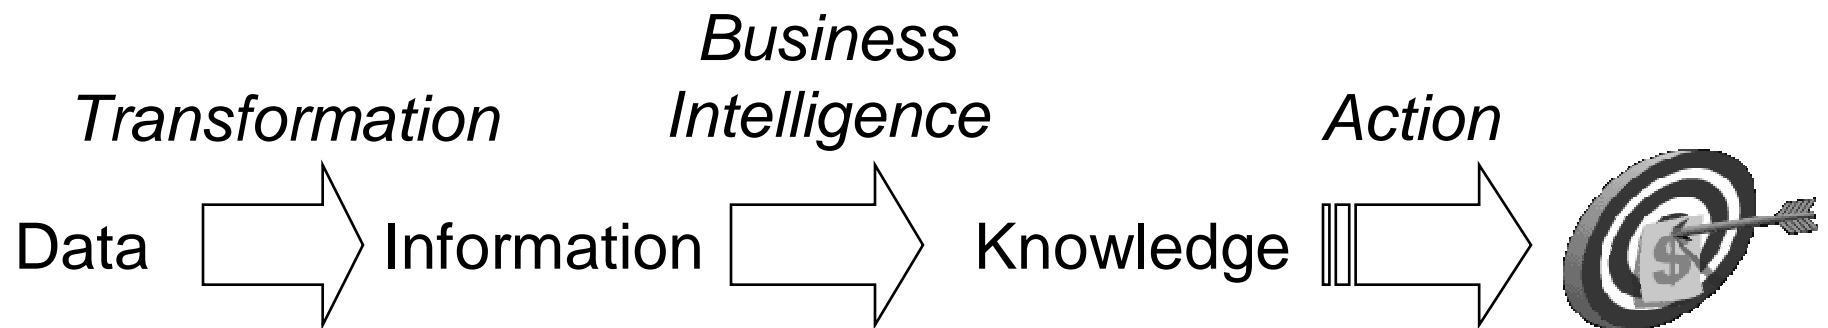 Business
Transformation Intelligence Action
Data Information Knowledge
$